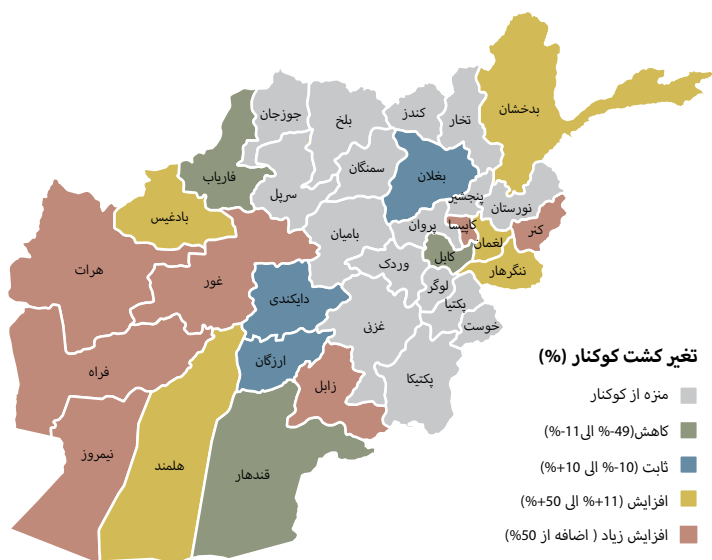 بدخشان
تخار
کندز
بلخ
جوزجان
فاریاب
سرپل
سمنگان
بغلان
پنجشیر
نورستان
کنر
لغمان
کاپیسا
پروان
ننگرهار
کابل
بامیان
وردک
لوگر
پکتیا
خوست
بادغیس
هرات
غور
دایکندی
غزنی
ارزگان
پکتیکا
زابل
فراه
نیمروز
هلمند
قندهار
تغیر کشت کوکنار (%)
منزه از کوکنار
کاهش(49-% الی11-%)
ثابت (10-% الی 10+%)
افزایش (11+% الی 50+%)
افزایش زیاد ( اضافه از 50%)